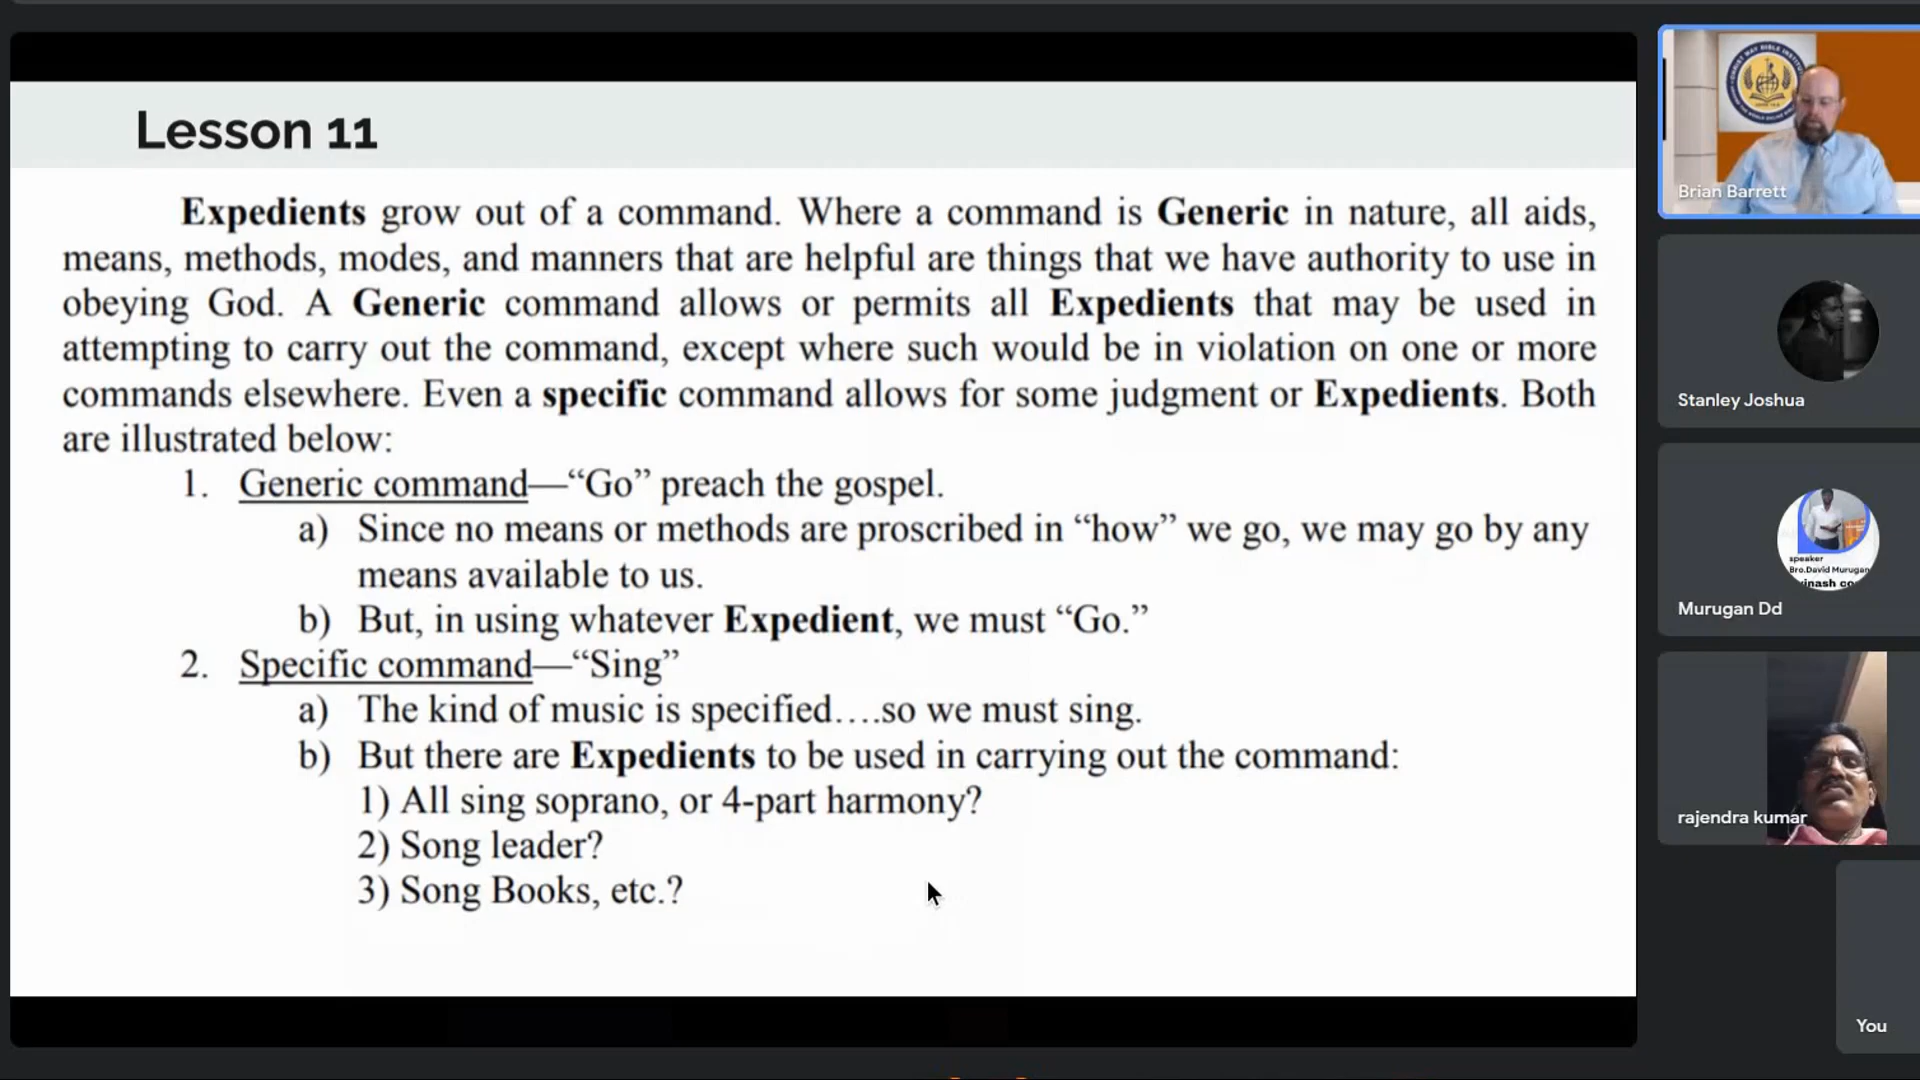 Lesson 11
Expedients grow out of a command. Where a command is Generic in nature, all aids,
means, methods, modes, and manners that are helpful are things that we have authority to use in
obeying God. A Generic command allows or permits all Expedients that may be used in
attempting to carry out the command, except where such would be in violation on one or more
commands elsewhere. Even a specific command allows for some judgment or Expedients. Both
are illustrated below:
1. Generic command—“Go” preach the gospel.
a) Since no means or methods are proscribed in “how” we go, we may go by any
means available to us.
b) But, in using whatever Expedient, we must “Go.”
2. Specific command—“Sing”
a) The kind of music is specified….so we must sing.
b) But there are Expedients to be used in carrying out the command:
1) All sing soprano, or 4-part harmony?
2) Song leader?
3) Song Books, etc.?
Brian Barrett
Stanley Joshua
speaker
Bro.David Murugan
Murugan Dd
rajendra kumar
You